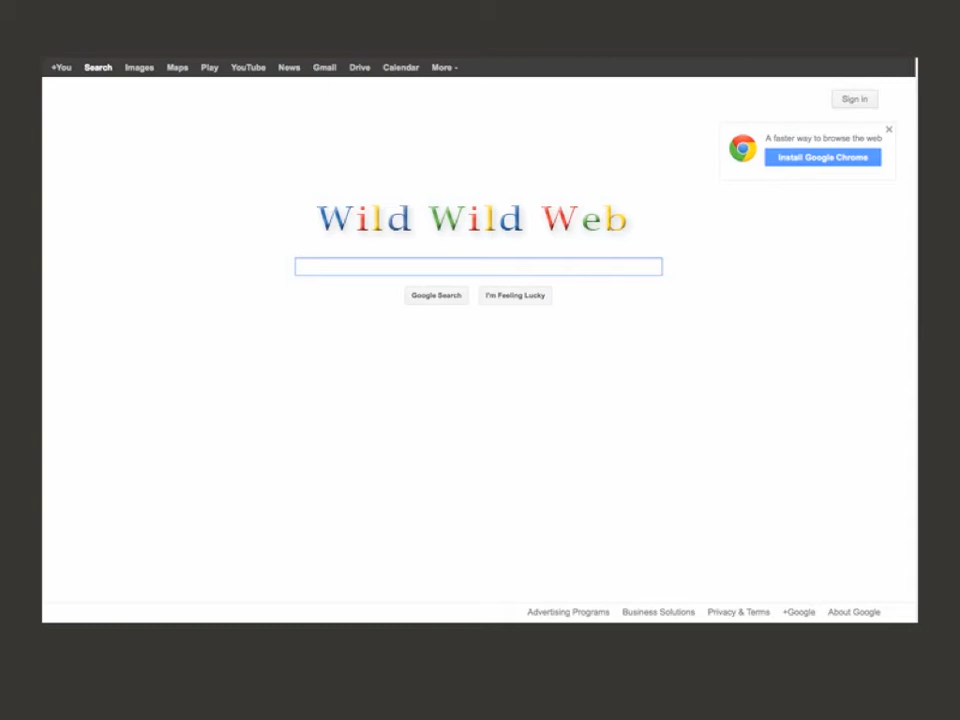 +You Search Images Maps Play YouTube News Gmail Drive Calendar More
Sign in
A faster way to browse the web
Install Google Chrome
Wild Wild Web
Google Search I'm Feeling Lucky
Advertising Programs Business Solutions Privacy & Terms +Google About Google